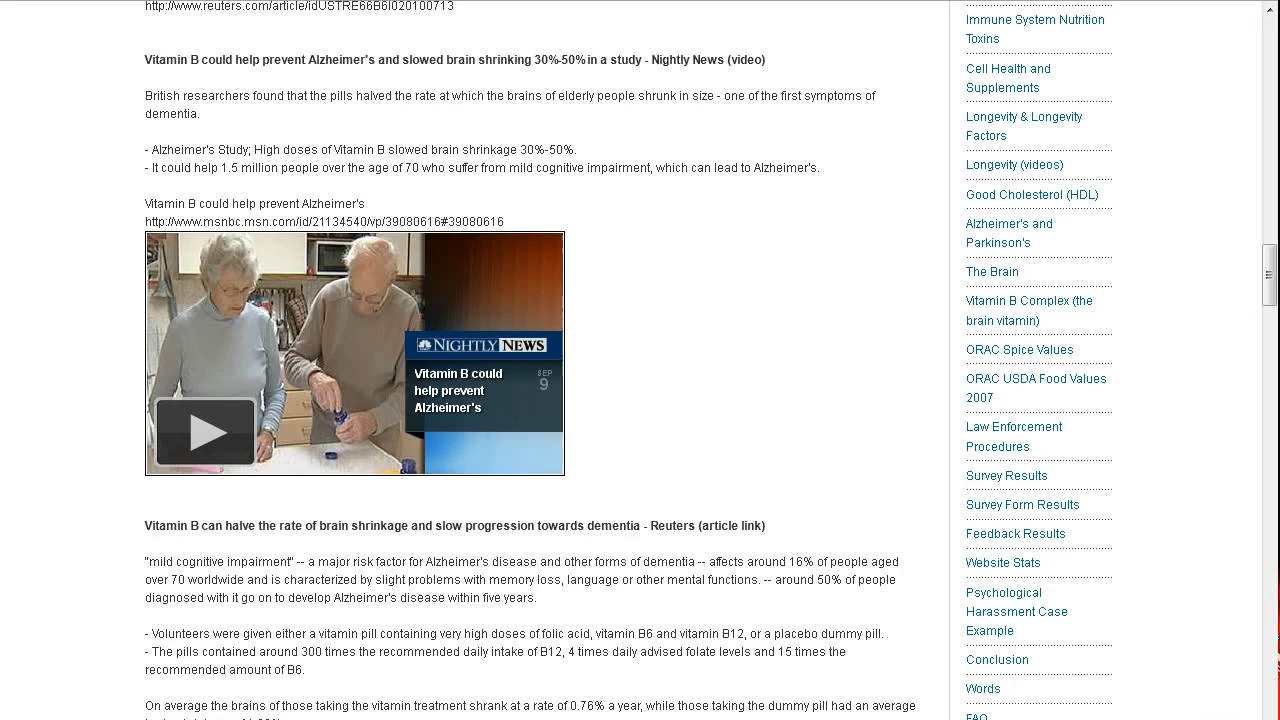 http://www.reuters.com/article/idUSTRE66B6I020100713
Vitamin B could help prevent Alzheimer's and slowed brain shrinking 30%-50% in a study - Nightly News (video)
British researchers found that the pills halved the rate at which the brains of elderly people shrunk in size - one of the first symptoms of
dementia.
- Alzheimer's Study; High doses of Vitamin B slowed brain shrinkage 30%-50%.
- It could help 1.5 million people over the age of 70 who suffer from mild cognitive impairment, which can lead to Alzheimer's.
Vitamin B could help prevent Alzheimer's
http://www.msnbc.msn.com/id/21134540/vp/39080616#39080616
NIGHTLY NEWS
Vitamin B could
help prevent
Alzheimer's
SEP
9
Vitamin B can halve the rate of brain shrinkage and slow progression towards dementia - Reuters (article link)
"mild cognitive impairment" -- a major risk factor for Alzheimer's disease and other forms of dementia -- affects around 16% of people aged
over 70 worldwide and is characterized by slight problems with memory loss, language or other mental functions. -- around 50% of people
diagnosed with it go on to develop Alzheimer's disease within five years.
- Volunteers were given either a vitamin pill containing very high doses of folic acid, vitamin B6 and vitamin B12, or a placebo dummy pill.
- The pills contained around 300 times the recommended daily intake of B12, 4 times daily advised folate levels and 15 times the
recommended amount of B6.
On average the brains of those taking the vitamin treatment shrank at a rate of 0.76% a year, while those taking the dummy pill had an average
Immune System Nutrition
Toxins
Cell Health and
Supplements
Longevity & Longevity
Factors
Longevity (videos)
Good Cholesterol (HDL)
Alzheimer's and
Parkinson's
The Brain
Vitamin B Complex (the
brain vitamin)
ORAC Spice Values
ORAC USDA Food Values
2007
Law Enforcement
Procedures
Survey Results
Survey Form Results
Feedback Results
Website Stats
Psychological
Harassment Case
Example
Conclusion
Words
FAQ